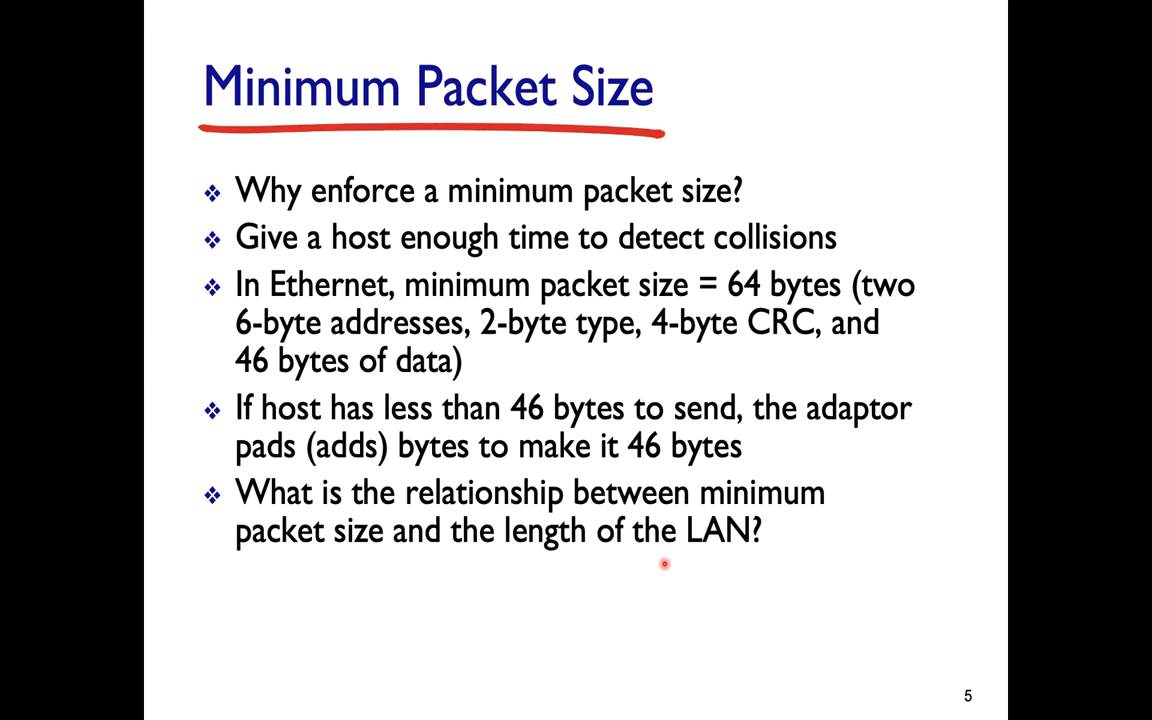 Minimum Packet Size
Why enforce a minimum packet size?
Give a host enough time to detect collisions
In Ethernet, minimum packet size = 64 bytes (two
6-byte addresses, 2-byte type, 4-byte CRC, and
46 bytes of data)
If host has less than 46 bytes to send, the adaptor
pads (adds) bytes to make it 46 bytes
What is the relationship between minimum
packet size and the length of the LAN?
5